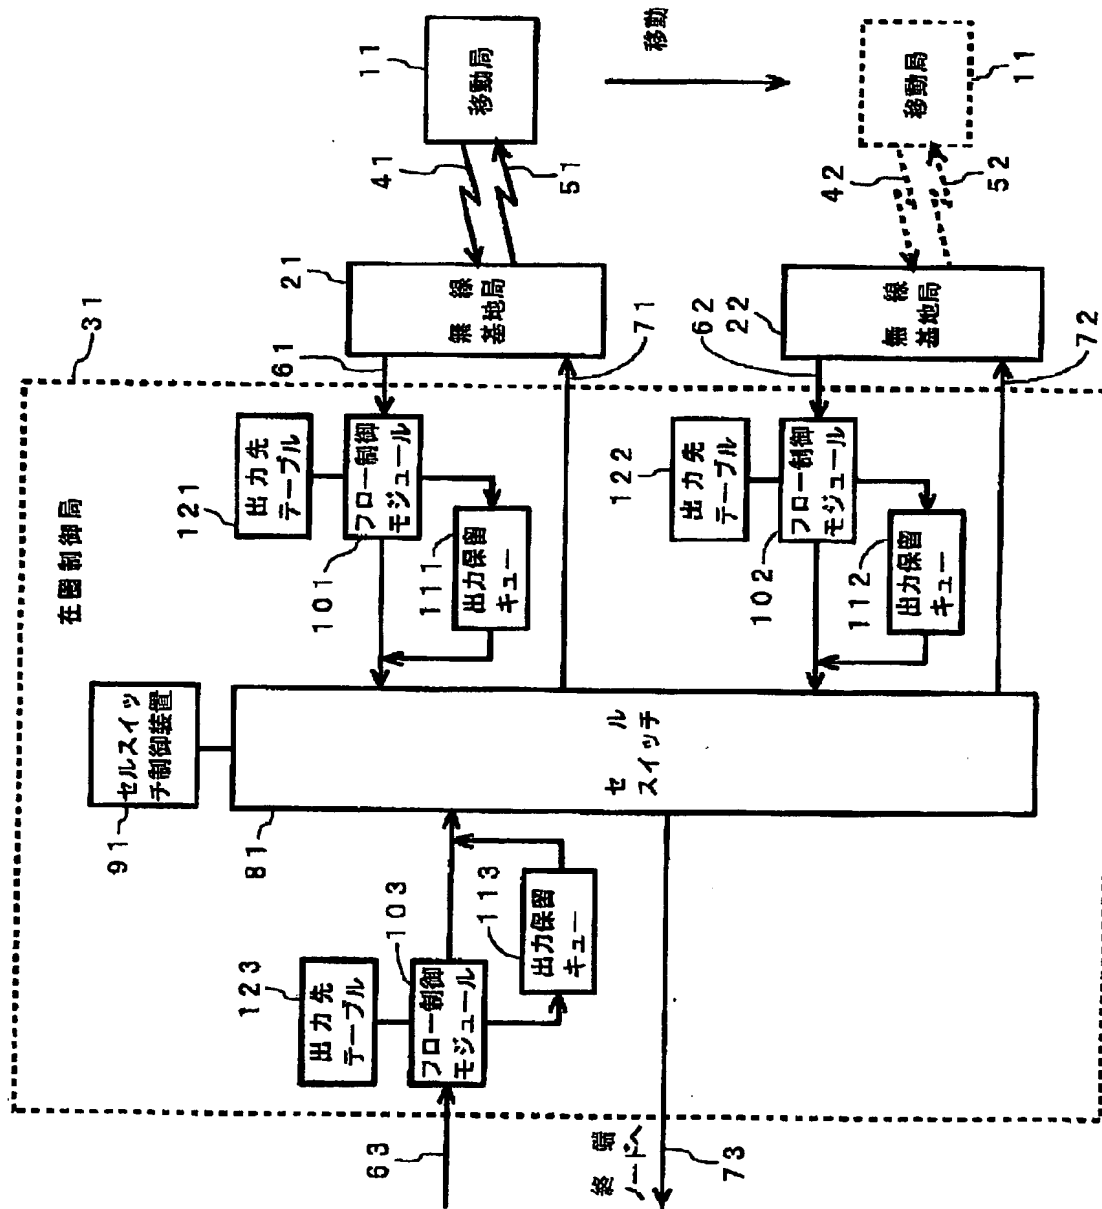 在圏制御局
31
91
セルスイッ
チ制御装置
81
セル
スイッチ
121
出力先
テーブル
101
フロー制御
モジュール
111
出力保留
キュー
61
71
21
無線
基地局
41
51
11
移動局
移動
122
出力先
テーブル
102
フロー制御
モジュール
112
出力保留
キュー
62
22
72
無線
基地局
42
52
移動局
11
123
出力先
テーブル
103
フロー制御
モジュール
113
出力保留
キュー
63
終端
ノードへ
73